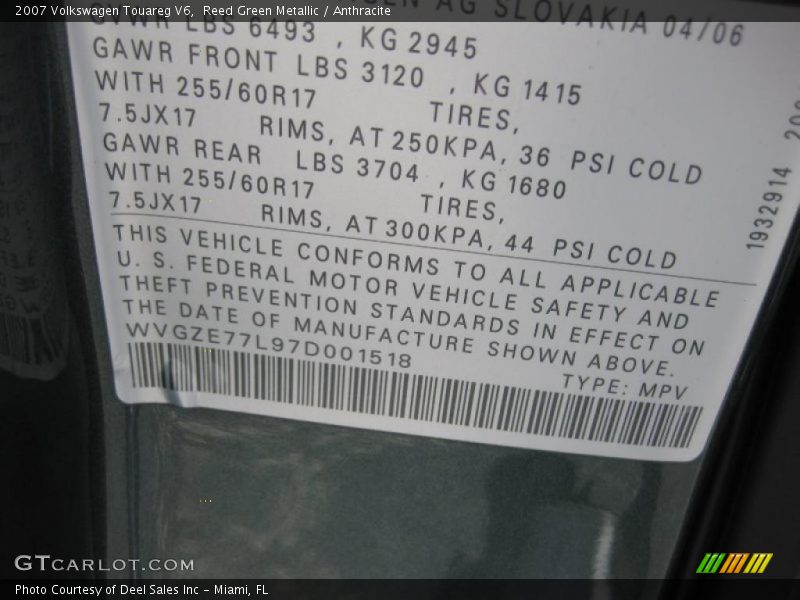 2007 Volkswagen Touareg V6, Reed Green Metallic / Anthracite
AG SLOVAKIA 04/06
GVWR LBS 6493 , KG 2945
GAWR FRONT LBS 3120 , KG 1415
WITH 255/60R17 TIRES,
7.5JX17 RIMS, AT 250KPA, 36 PSI COLD
GAWR REAR LBS 3704 , KG 1680
WITH 255/60R17 TIRES,
7.5JX17 RIMS, AT 300KPA, 44 PSI COLD
THIS VEHICLE CONFORMS TO ALL APPLICABLE
U. S. FEDERAL MOTOR VEHICLE SAFETY AND
THEFT PREVENTION STANDARDS IN EFFECT ON
THE DATE OF MANUFACTURE SHOWN ABOVE.
WVGZE77L97D001518
TYPE: MPV
1932914
GTCARLOT.COM
Photo Courtesy of Deel Sales Inc – Miami, FL